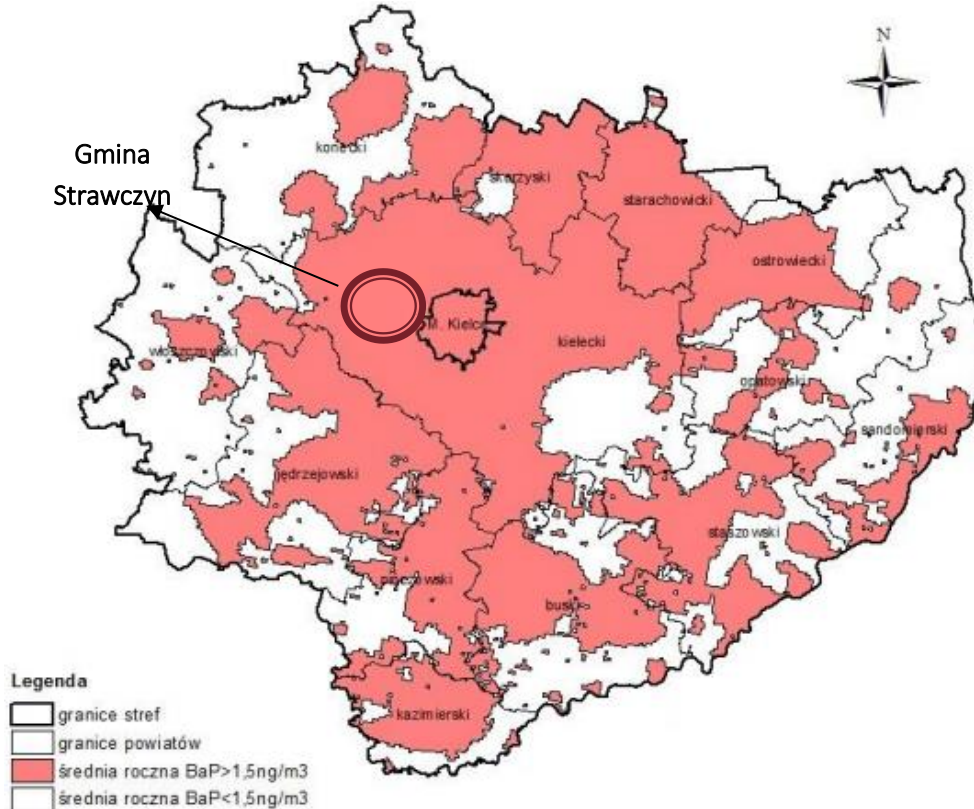 N
Gmina
Strawczyn
konecki
skarżyski
starachowicki
ostrowiecki
M. Kielce
włoszczowski
kielecki
opatowski
sandomierski
jędrzejowski
staszowski
pińczowski
buski
kazimierski
Legenda
granice stref
granice powiatów
średnia roczna BaP>1,5ng/m3
średnia roczna BaP<1,5ng/m3